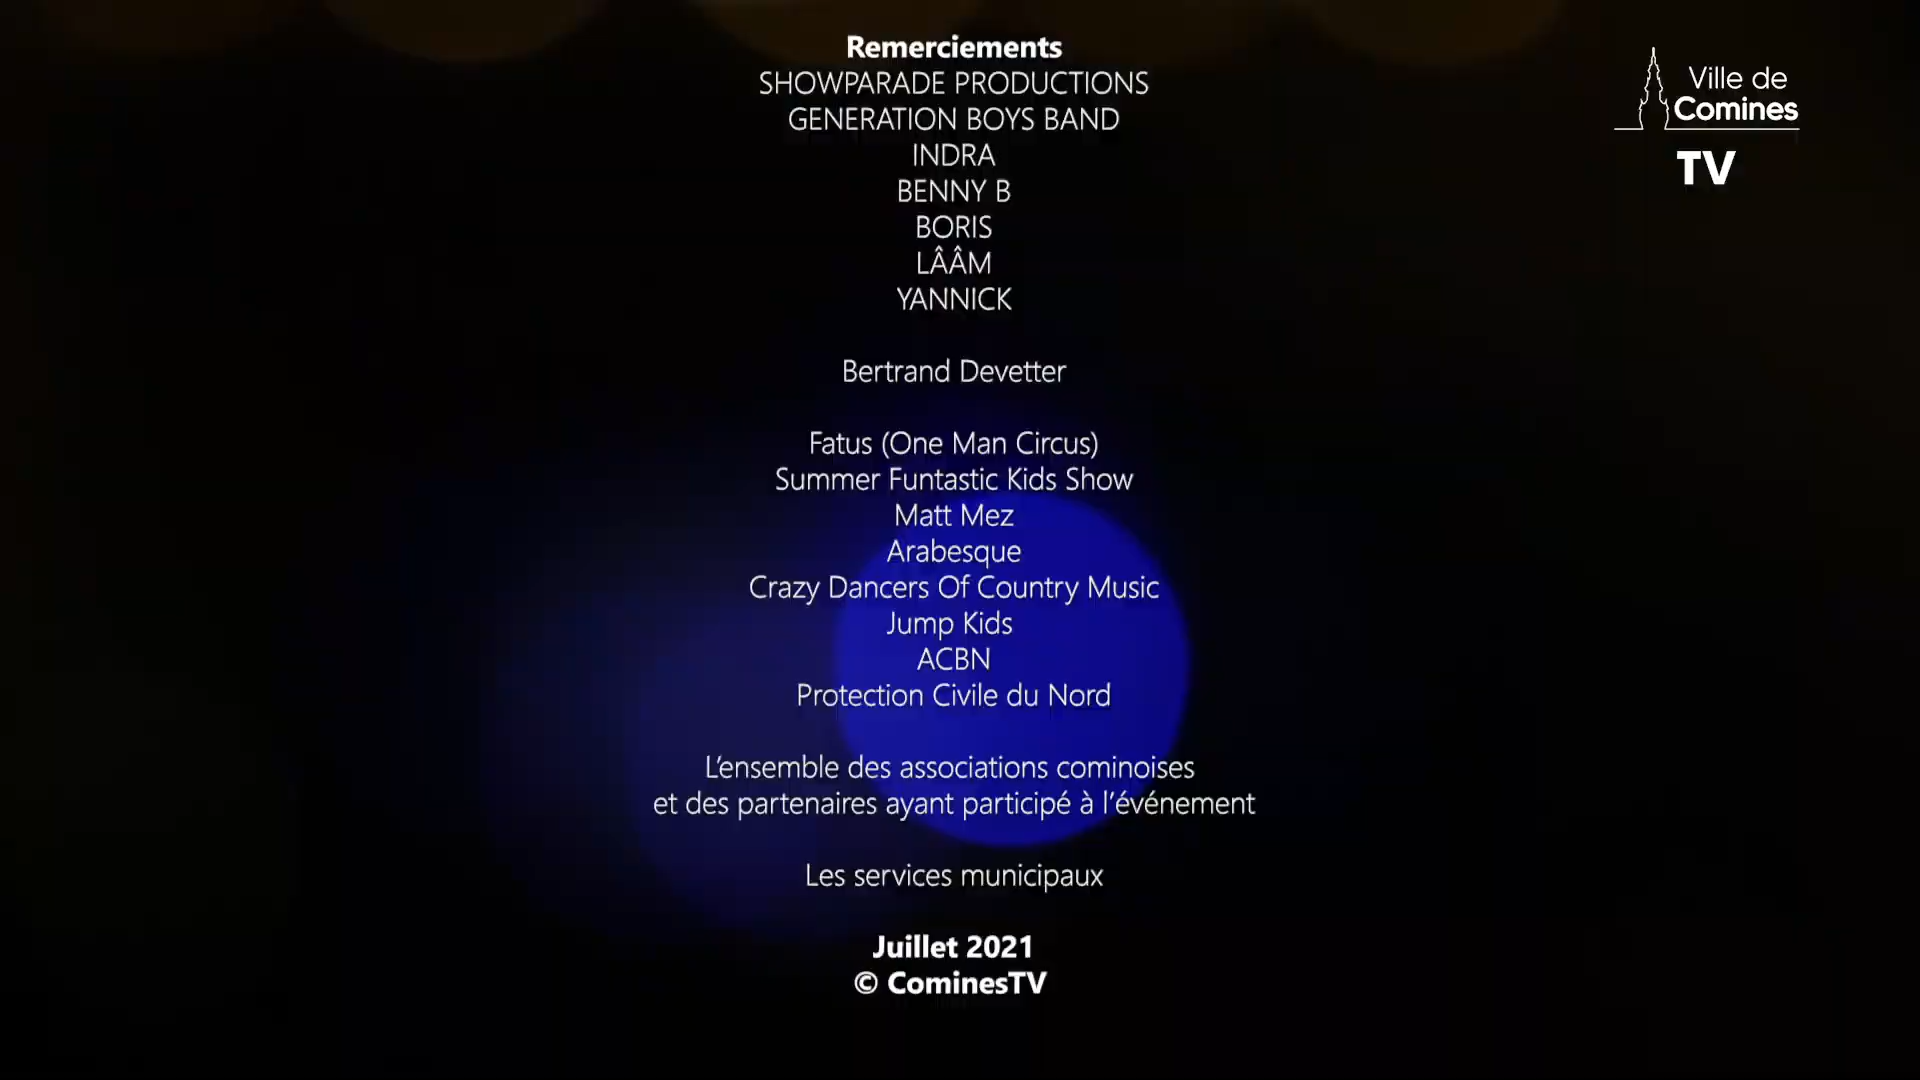 Remerciements
SHOWPARADE PRODUCTIONS
GENERATION BOYS BAND
INDRA
BENNY B
BORIS
LÂÂM
YANNICK
Bertrand Devetter
Fatus (One Man Circus)
Summer Funtastic Kids Show
Matt Mez
Arabesque
Crazy Dancers Of Country Music
Jump Kids
ACBN
Protection Civile du Nord
L'ensemble des associations cominoises
et des partenaires ayant participé à l'événement
Les services municipaux
Juillet 2021
© CominesTV
Ville de
Comines
TV